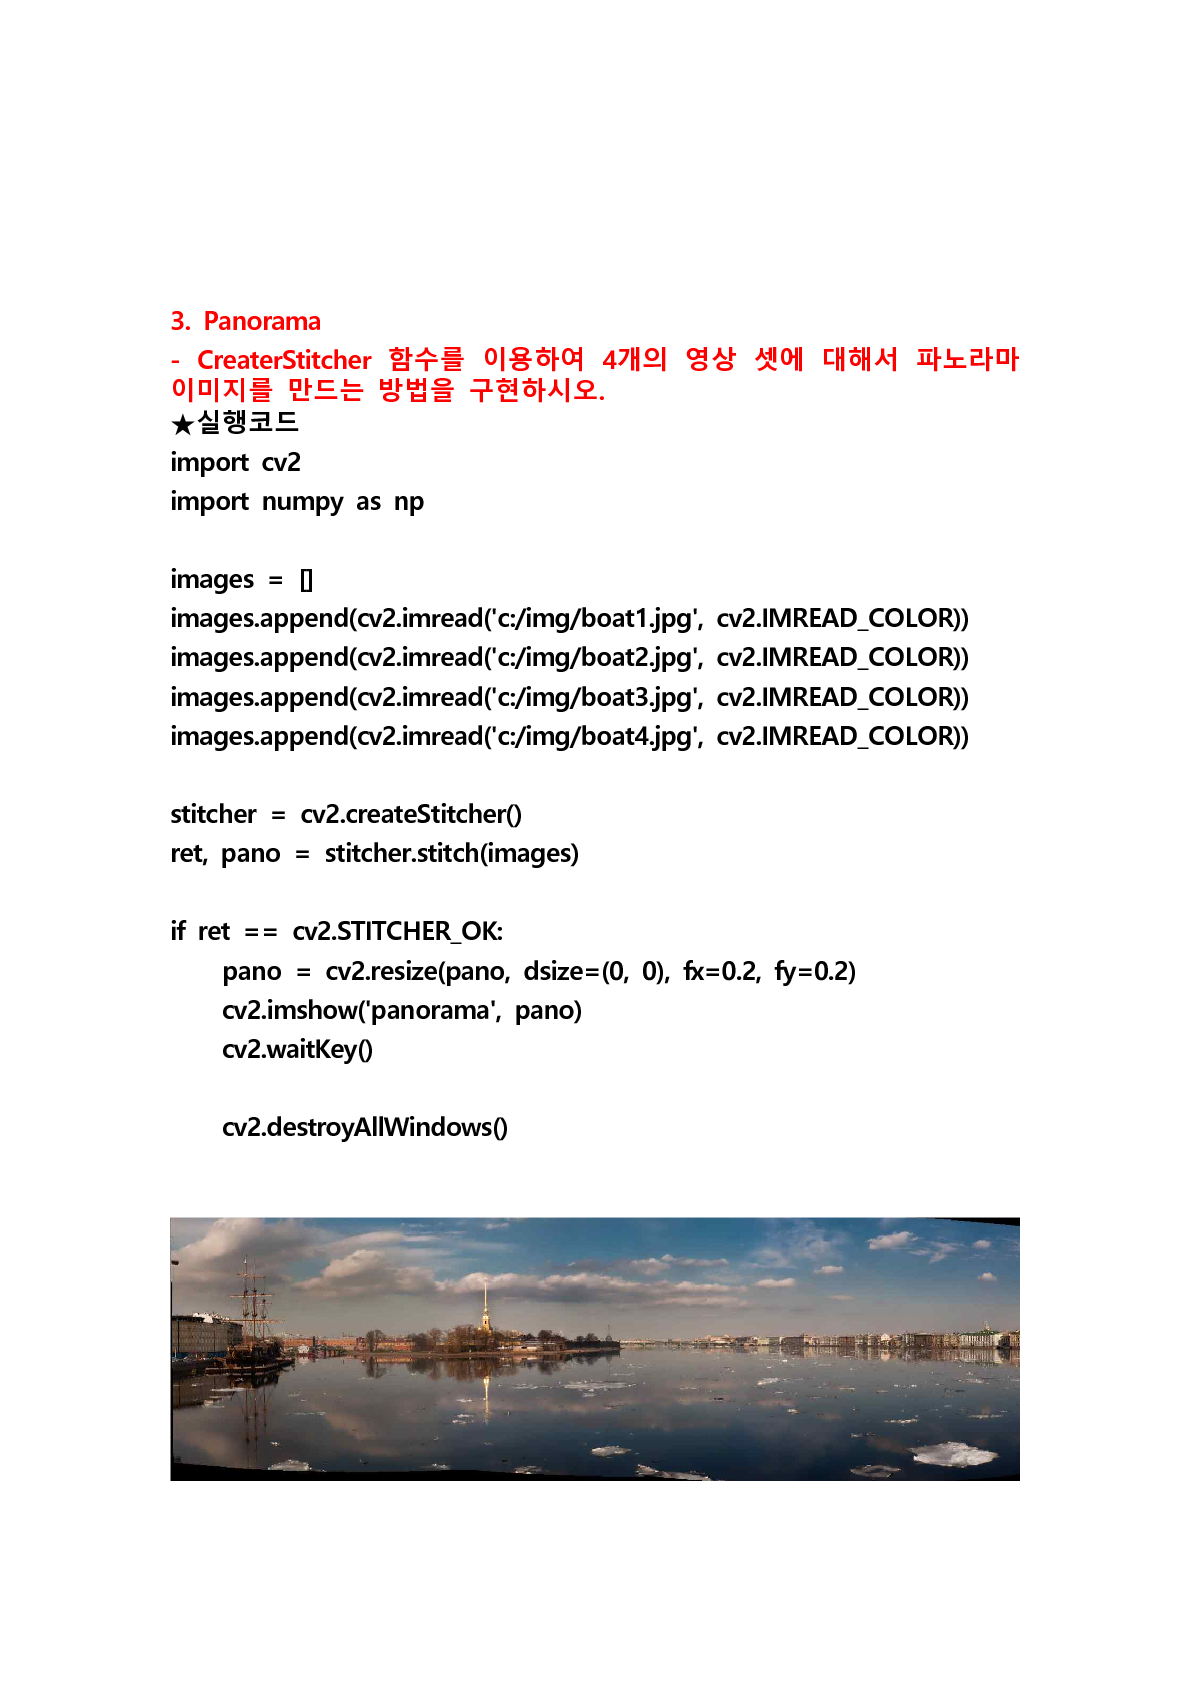 3. Panorama
- CreaterStitcher 함수를 이용하여 4개의 영상 셋에 대해서 파노라마
이미지를 만드는 방법을 구현하시오.
★실행코드
import cv2
import numpy as np
images = []
images.append(cv2.imread('c:/img/boat1.jpg', cv2.IMREAD_COLOR))
images.append(cv2.imread('c:/img/boat2.jpg', cv2.IMREAD_COLOR))
images.append(cv2.imread('c:/img/boat3.jpg', cv2.IMREAD_COLOR))
images.append(cv2.imread('c:/img/boat4.jpg', cv2.IMREAD_COLOR))
stitcher = cv2.createStitcher()
ret, pano = stitcher.stitch(images)
if ret == cv2.STITCHER_OK:
    pano = cv2.resize(pano, dsize=(0, 0), fx=0.2, fy=0.2)
    cv2.imshow('panorama', pano)
    cv2.waitKey()
    cv2.destroyAllWindows()